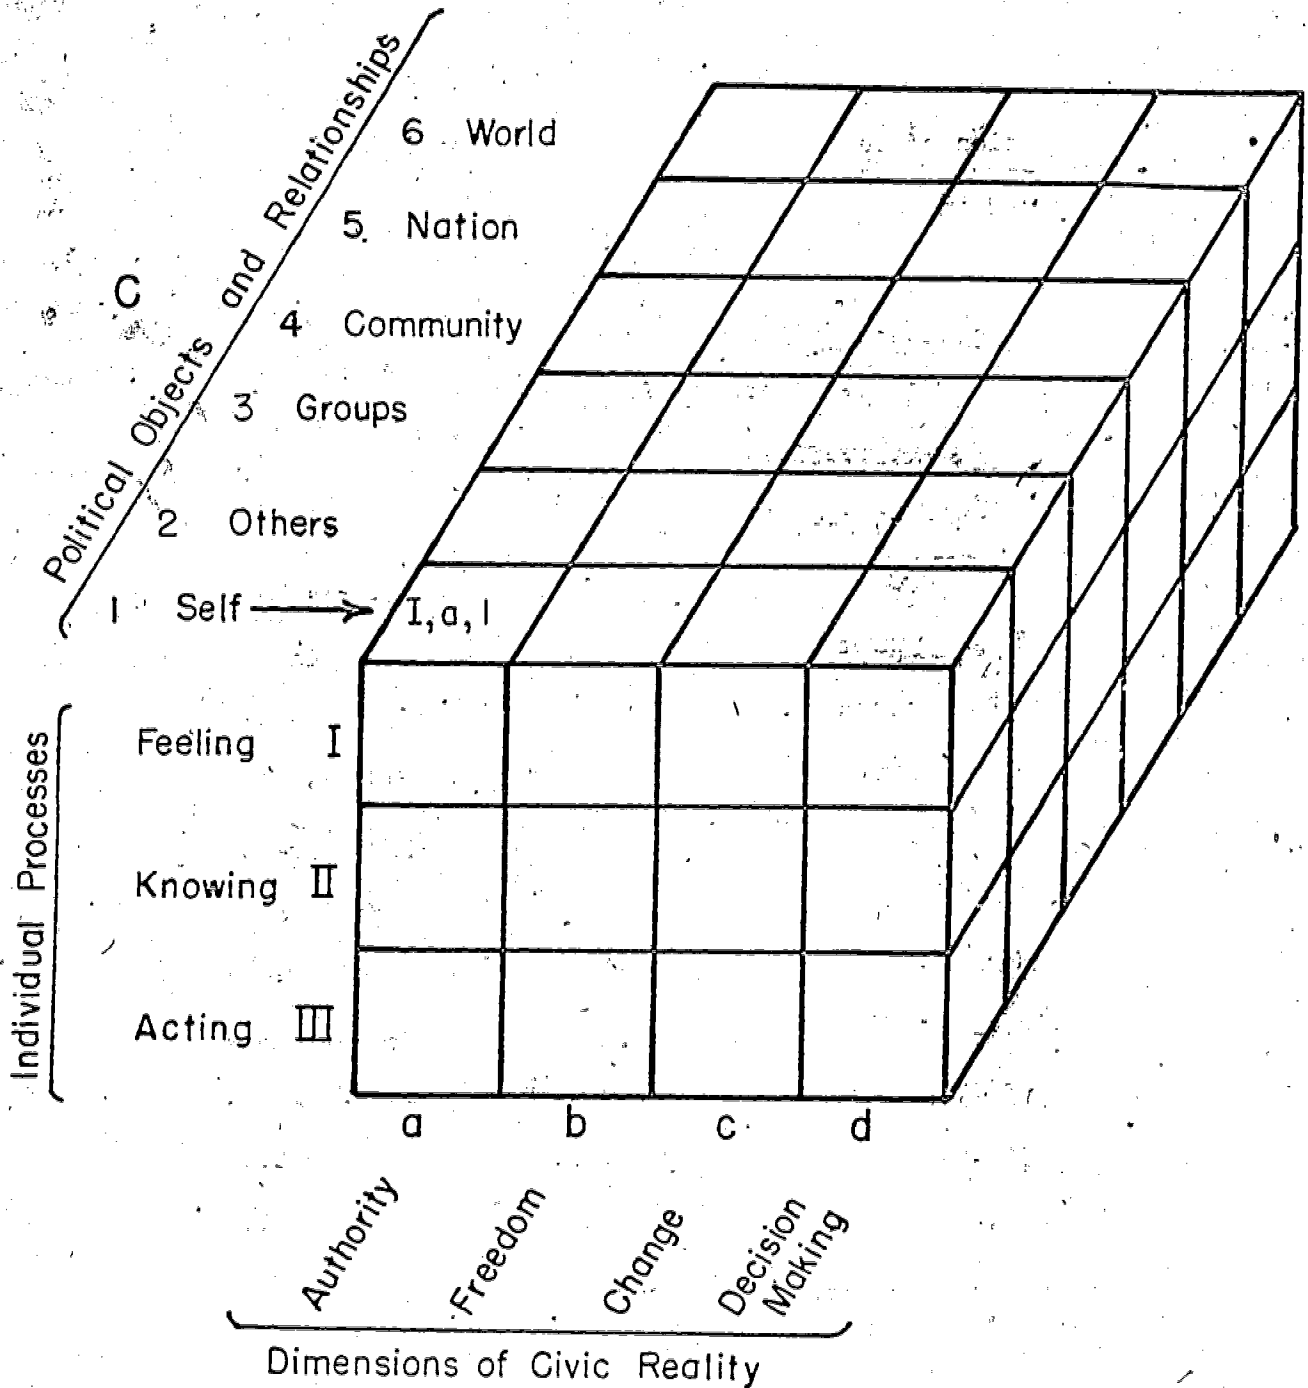 Political Objects and Relationships
C
6 World
5. Nation
4 Community
3 Groups
2 Others
1 Self
I, a, 1
Individual Processes
Feeling I
Knowing II
Acting III
a b c d
Authority
Freedom
Change
Decision
Making
Dimensions of Civic Reality